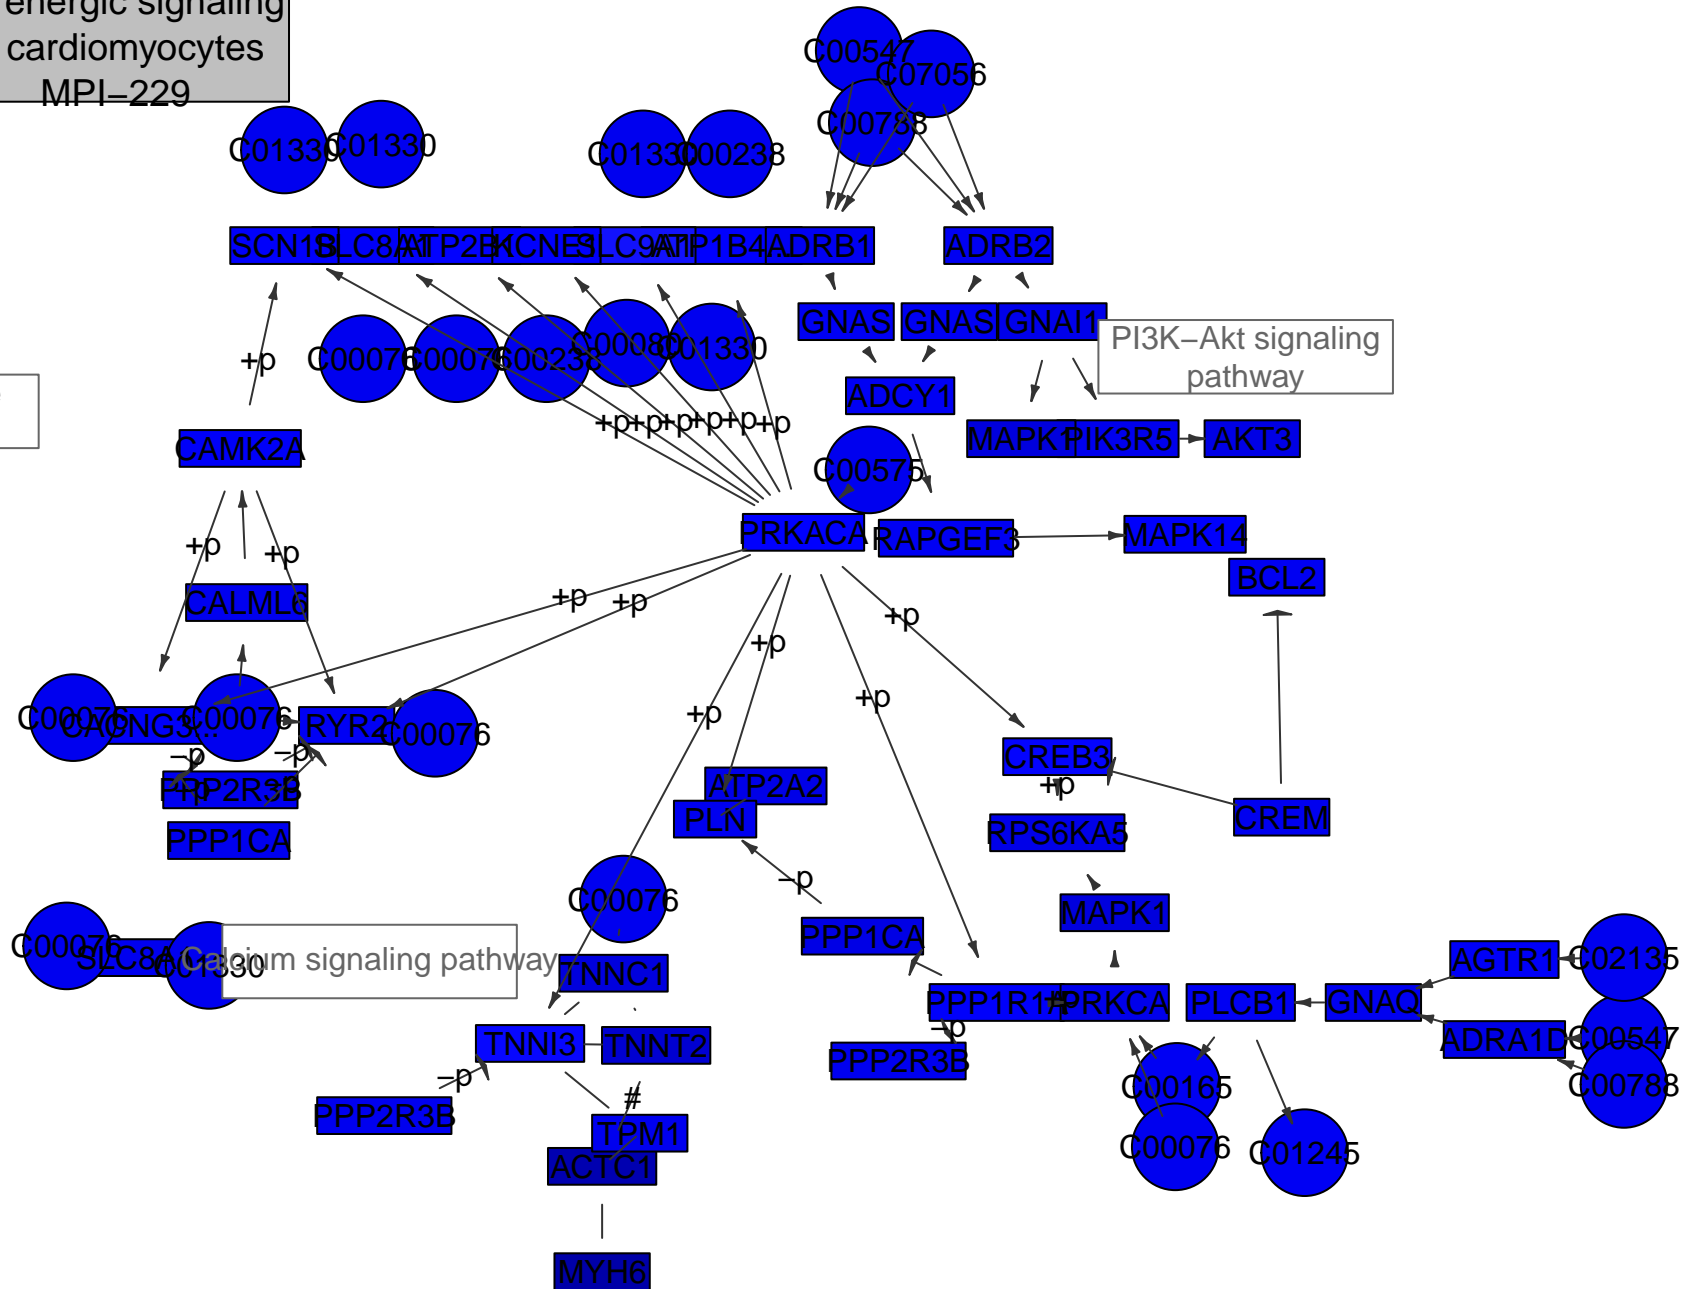 energic signaling
cardiomyocytes
MPI−229
C00547
C07056
C00788
C01330
C01330
C01330
C00238
SCN1B
SLC8A1
ATP2B1
KCNE1
SLC9A1
ATP1B4...
ADRB1
ADRB2
GNAS
GNAS
GNAI1
PI3K−Akt signaling
pathway
C00076
C00076
C00238
C00080
C01330
+p
ADCY1
+p
+p
+p
+p
+p
+p
CAMK2A
MAPK1
PIK3R5
AKT3
C00575
PRKACA
RAPGEF3
MAPK14
+p
+p
BCL2
CALML6
+p
+p
+p
+p
C00076
CACNG3...
C00076
RYR2
C00076
+p
+p
−p
−p
CREB3
PPP2R3B
+p
+p
ATP2A2
+p
PLN
CREM
PPP1CA
RPS6KA5
−p
C00076
MAPK1
PPP1CA
C00076
C01330
Calcium signaling pathway
TNNC1
AGTR1
C02135
PPP1R1A
PRKCA
PLCB1
GNAQ
−p
TNNI3
TNNT2
PPP2R3B
ADRA1D
C00547
−p
C00165
C00788
#
PPP2R3B
TPM1
C00076
C01245
ACTC1
MYH6